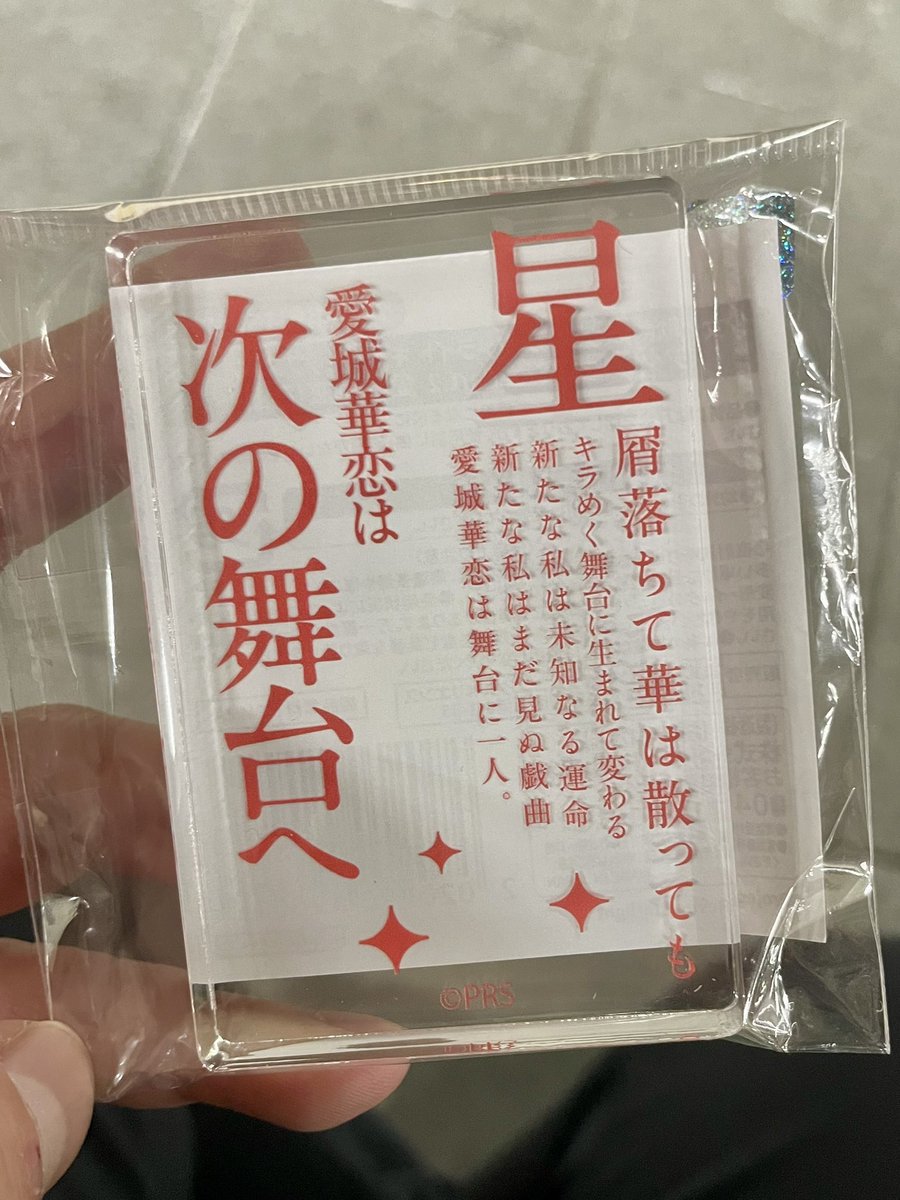 星屑落ちて華は散っても
キラめく舞台に生まれて変わる
新たな私は未知なる運命
新たな私はまだ見ぬ戯曲
愛城華恋は舞台に一人。
愛城華恋は
次の舞台へ
©PRS